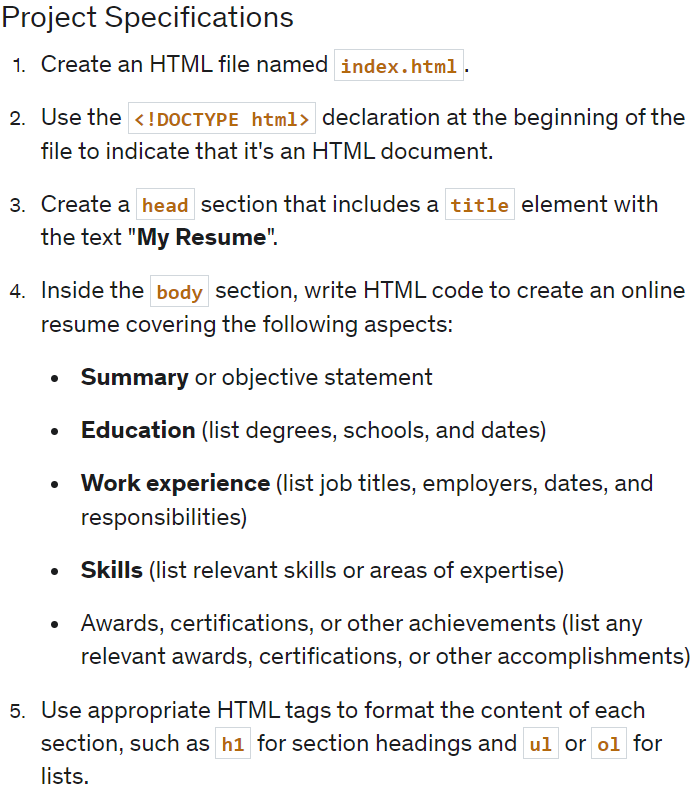 Project Specifications
1. Create an HTML file named index.html.
2. Use the <!DOCTYPE html> declaration at the beginning of the
file to indicate that it's an HTML document.
3. Create a head section that includes a title element with
the text "My Resume".
4. Inside the body section, write HTML code to create an online
resume covering the following aspects:
• Summary or objective statement
• Education (list degrees, schools, and dates)
• Work experience (list job titles, employers, dates, and
responsibilities)
• Skills (list relevant skills or areas of expertise)
• Awards, certifications, or other achievements (list any
relevant awards, certifications, or other accomplishments)
5. Use appropriate HTML tags to format the content of each
section, such as h1 for section headings and ul or ol for
lists.